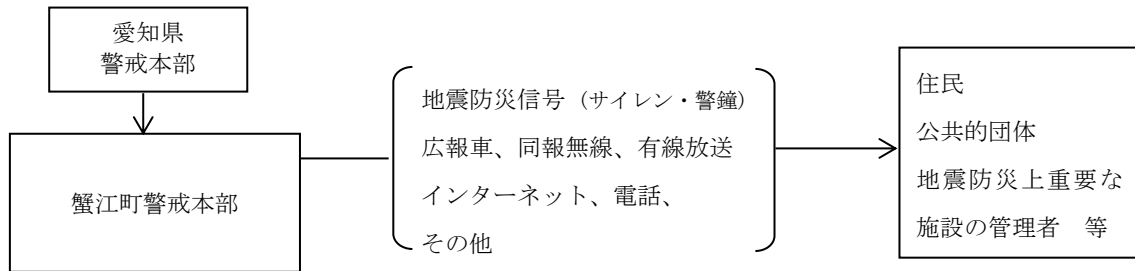 愛知県
警戒本部
蟹江町警戒本部
地震防災信号（サイレン・警鐘）
広報車、同報無線、有線放送
インターネット、電話、
その他
住民
公共的団体
地震防災上重要な
施設の管理者　等